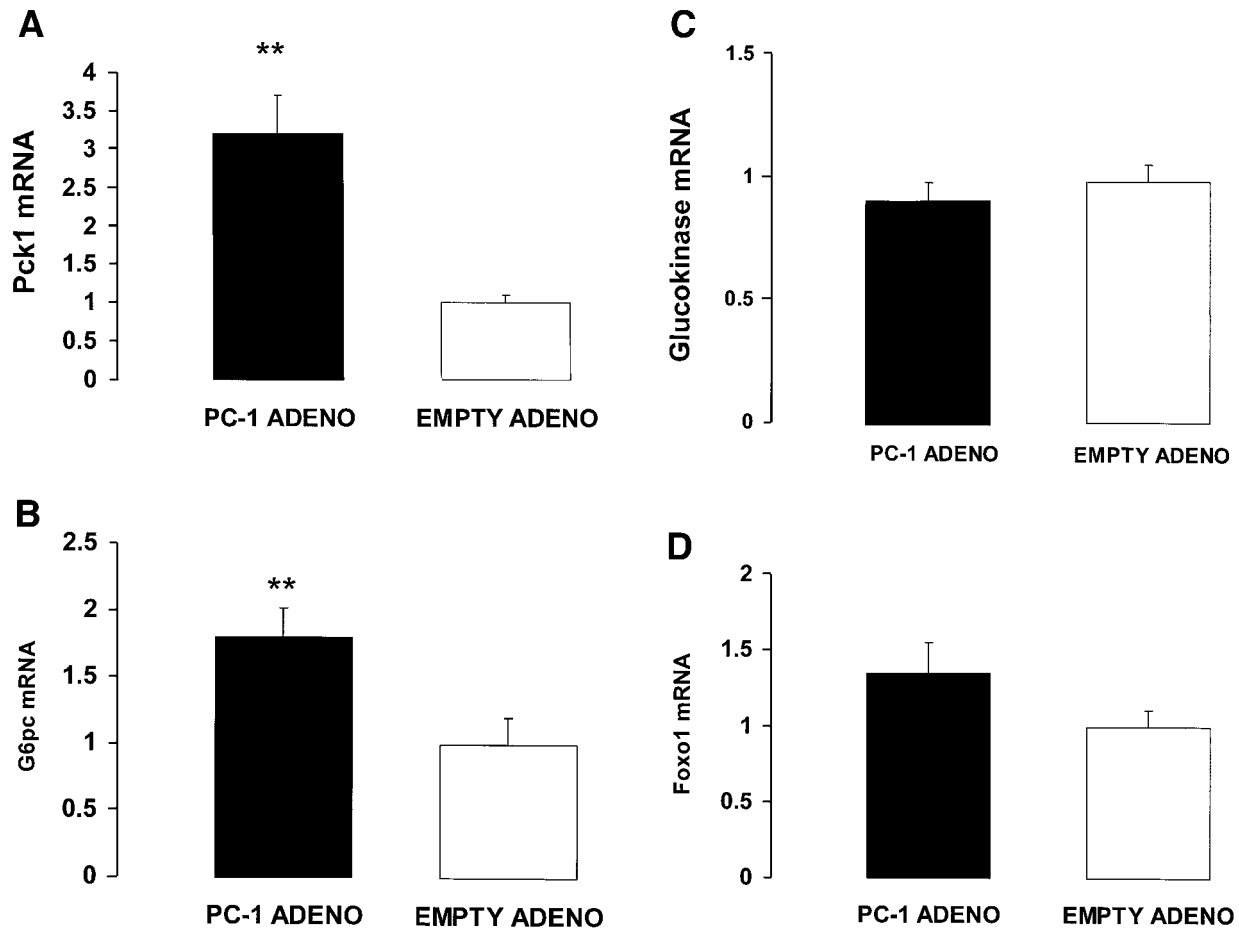 A
**
4
3.5
3
2.5
2
1.5
1
0.5
0
Pck1 mRNA
PC-1 ADENO EMPTY ADENO
B
**
2.5
2
1.5
1
0.5
0
G6pc mRNA
PC-1 ADENO EMPTY ADENO
C
1.5
1
0.5
0
Glucokinase mRNA
PC-1 ADENO EMPTY ADENO
D
2
1.5
1
0.5
0
Foxo1 mRNA
PC-1 ADENO EMPTY ADENO